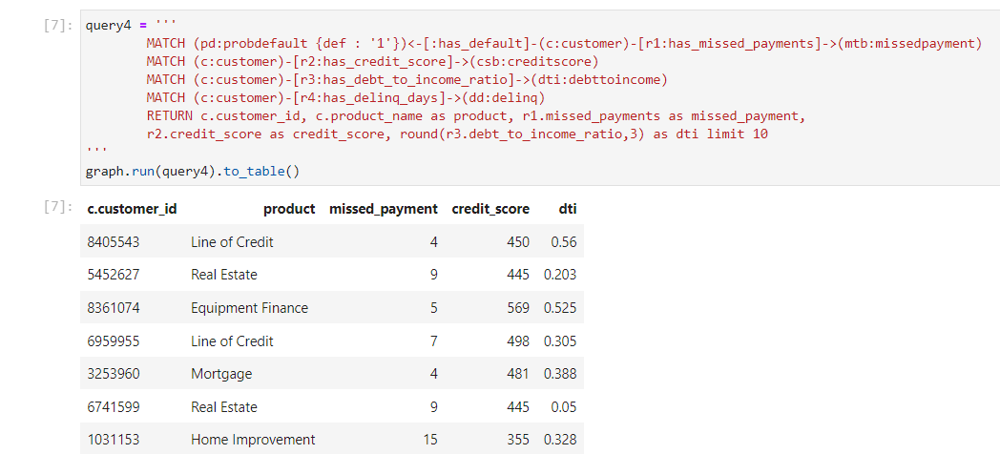 [7]: query4 = '''
MATCH (pd:probdefault {def : '1'})<-[:has_default]-(c:customer)-[r1:has_missed_payments]->(mtb:missedpayment)
MATCH (c:customer)-[r2:has_credit_score]->(csb:creditscore)
MATCH (c:customer)-[r3:has_debt_to_income_ratio]->(dti:debttoincome)
MATCH (c:customer)-[r4:has_delinq_days]->(dd:delinq)
RETURN c.customer_id, c.product_name as product, r1.missed_payments as missed_payment,
r2.credit_score as credit_score, round(r3.debt_to_income_ratio,3) as dti limit 10
'''
graph.run(query4).to_table()
[7]: c.customer_id product missed_payment credit_score dti
8405543 Line of Credit 4 450 0.56
5452627 Real Estate 9 445 0.203
8361074 Equipment Finance 5 569 0.525
6959955 Line of Credit 7 498 0.305
3253960 Mortgage 4 481 0.388
6741599 Real Estate 9 445 0.05
1031153 Home Improvement 15 355 0.328